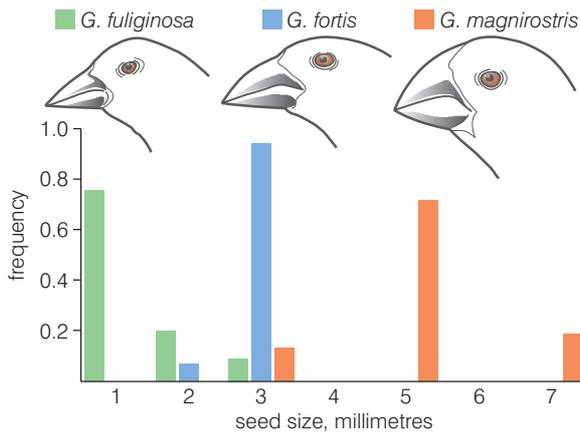 G. fuliginosa G. fortis G. magnirostris
1.0
0.8
0.6
0.4
0.2
frequency
1 2 3 4 5 6 7
seed size, millimetres